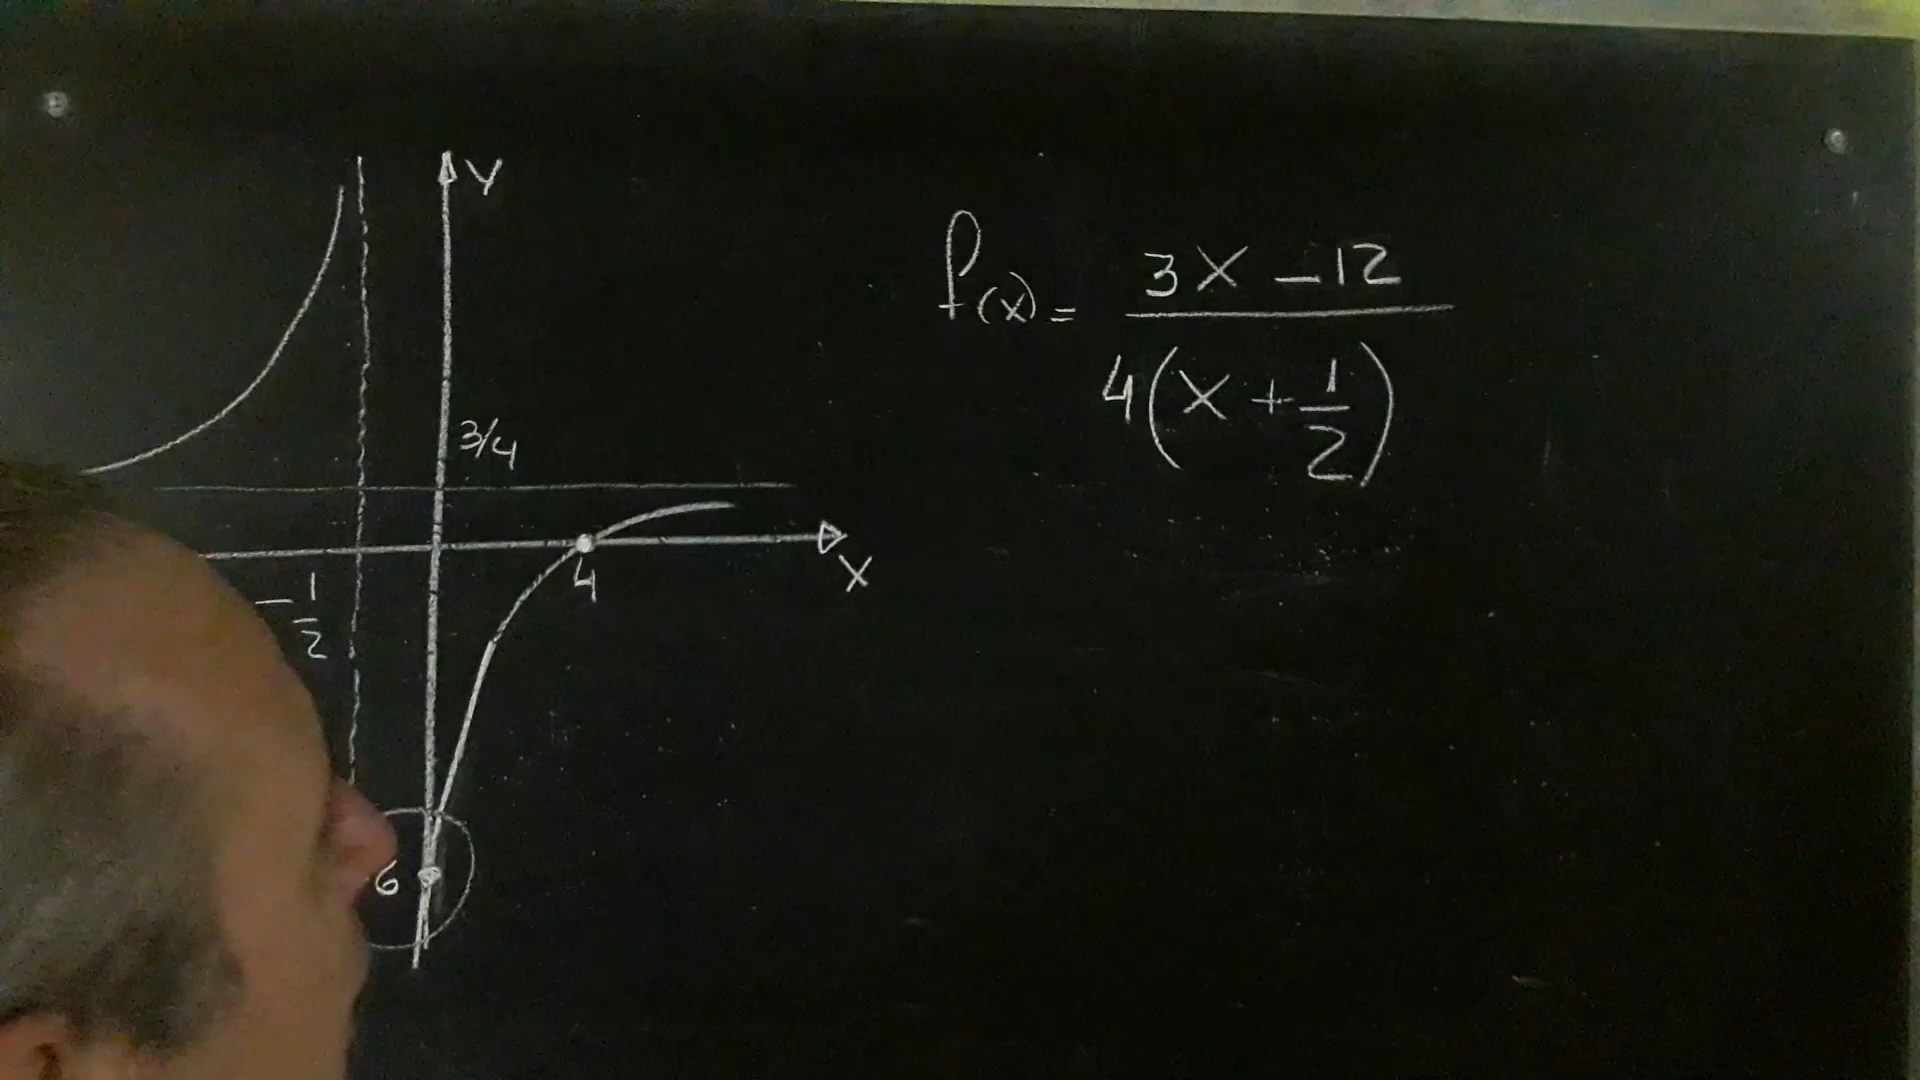 Y
3/4
4
X
- 1/2
6
f(x) = 3X - 12
4(X + 1/2)